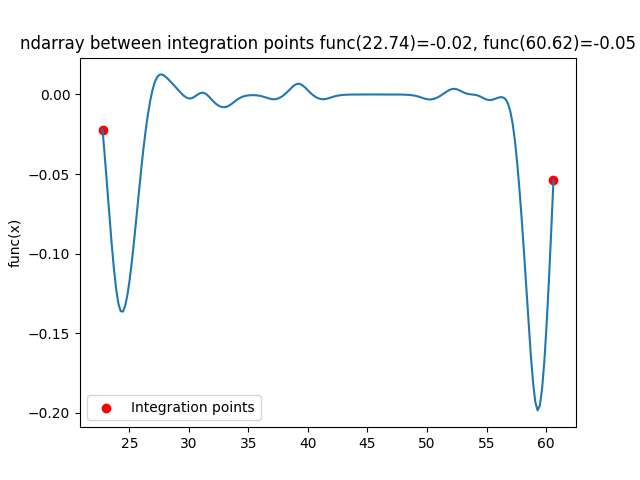 ndarray between integration points func(22.74)=-0.02, func(60.62)=-0.05
func(x)
0.00
−0.05
−0.10
−0.15
−0.20
Integration points
25 30 35 40 45 50 55 60